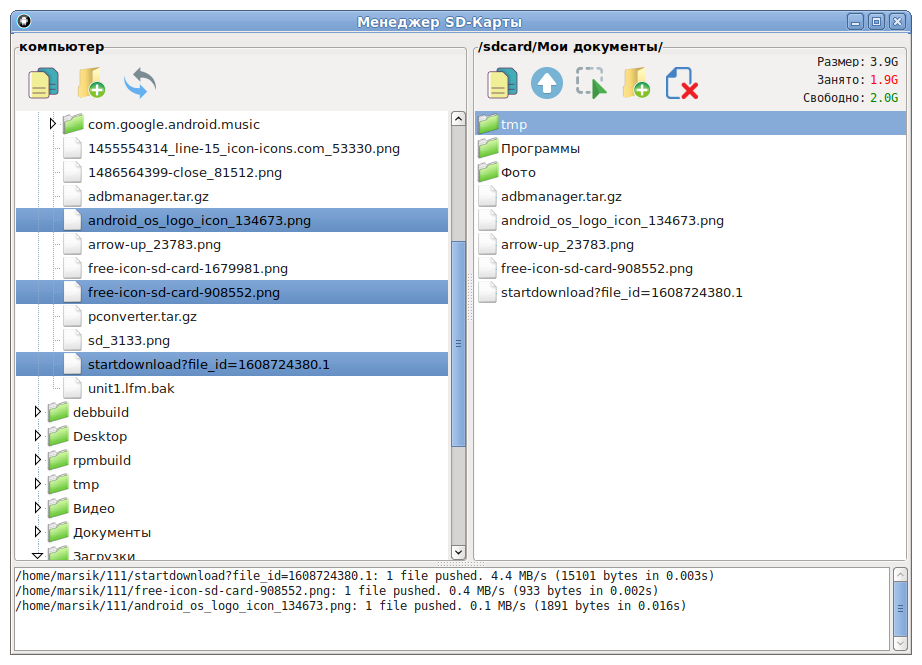 Менеджер SD-Карты
компьютер
com.google.android.music
1455554314_line-15_icon-icons.com_53330.png
1486564399-close_81512.png
adbmanager.tar.gz
android_os_logo_icon_134673.png
arrow-up_23783.png
free-icon-sd-card-1679981.png
free-icon-sd-card-908552.png
pconverter.tar.gz
sd_3133.png
startdownload?file_id=1608724380.1
unit1.lfm.bak
debbuild
Desktop
rpmbuild
tmp
Видео
Документы
Загрузки
/sdcard/Мои документы/
Размер: 3.9G
Занято: 1.9G
Свободно: 2.0G
tmp
Программы
Фото
adbmanager.tar.gz
android_os_logo_icon_134673.png
arrow-up_23783.png
free-icon-sd-card-908552.png
startdownload?file_id=1608724380.1
/home/marsik/111/startdownload?file_id=1608724380.1: 1 file pushed. 4.4 MB/s (15101 bytes in 0.003s)
/home/marsik/111/free-icon-sd-card-908552.png: 1 file pushed. 0.4 MB/s (933 bytes in 0.002s)
/home/marsik/111/android_os_logo_icon_134673.png: 1 file pushed. 0.1 MB/s (1891 bytes in 0.016s)